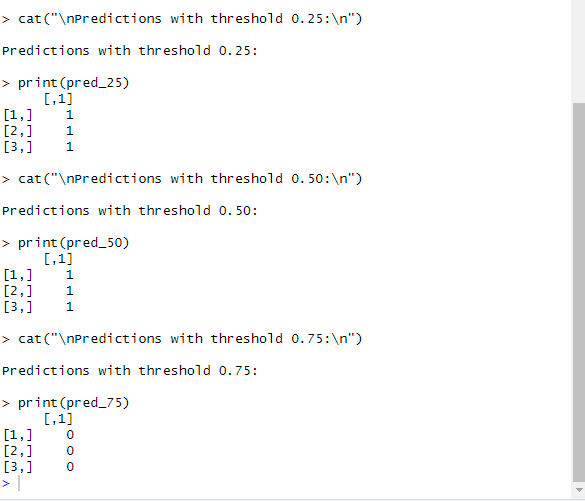 > cat("\nPredictions with threshold 0.25:\n")
Predictions with threshold 0.25:
> print(pred_25)
     [,1]
[1,]    1
[2,]    1
[3,]    1
> cat("\nPredictions with threshold 0.50:\n")
Predictions with threshold 0.50:
> print(pred_50)
     [,1]
[1,]    1
[2,]    1
[3,]    1
> cat("\nPredictions with threshold 0.75:\n")
Predictions with threshold 0.75:
> print(pred_75)
     [,1]
[1,]    0
[2,]    0
[3,]    0
>